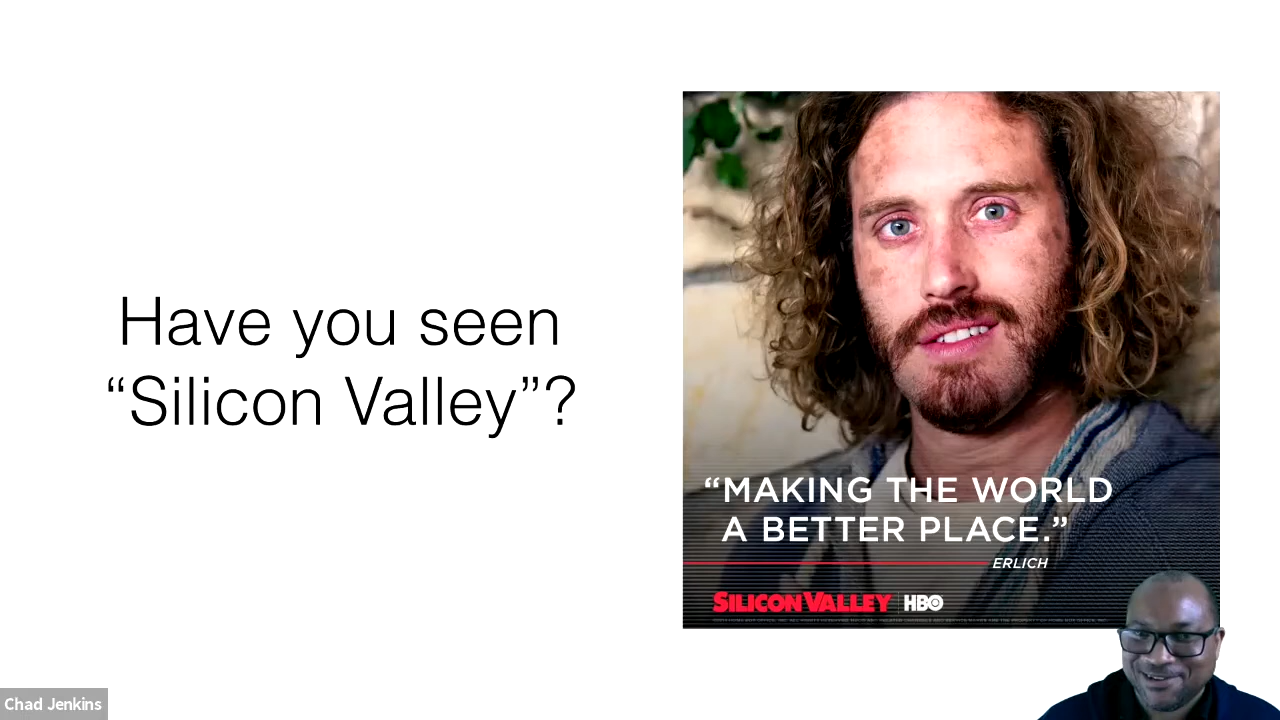 Have you seen
“Silicon Valley”?
“MAKING THE WORLD
A BETTER PLACE.”
ERLICH
SILICON VALLEY HBO
Chad Jenkins